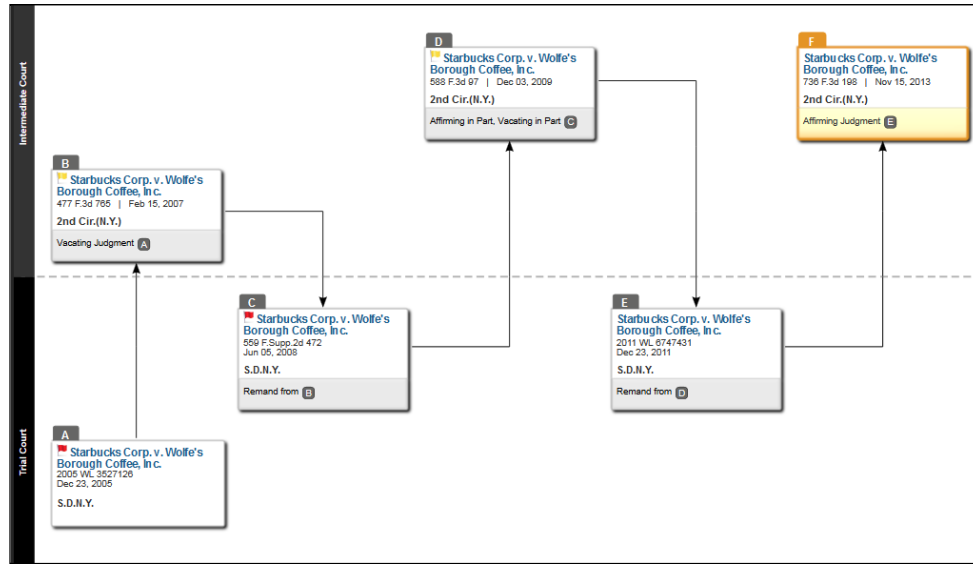 Intermediate Court
Trial Court
A
Starbucks Corp. v. Wolfe's
Borough Coffee, Inc.
2005 WL 3527126
Dec 23, 2005
S.D.N.Y.
B
Starbucks Corp. v. Wolfe's
Borough Coffee, Inc.
477 F.3d 765 | Feb 15, 2007
2nd Cir.(N.Y.)
Vacating Judgment A
C
Starbucks Corp. v. Wolfe's
Borough Coffee, Inc.
559 F.Supp.2d 472
Jun 05, 2008
S.D.N.Y.
Remand from B
D
Starbucks Corp. v. Wolfe's
Borough Coffee, Inc.
588 F.3d 97 | Dec 03, 2009
2nd Cir.(N.Y.)
Affirming in Part, Vacating in Part C
E
Starbucks Corp. v. Wolfe's
Borough Coffee, Inc.
2011 WL 6747431
Dec 23, 2011
S.D.N.Y.
Remand from D
F
Starbucks Corp. v. Wolfe's
Borough Coffee, Inc.
736 F.3d 198 | Nov 15, 2013
2nd Cir.(N.Y.)
Affirming Judgment E